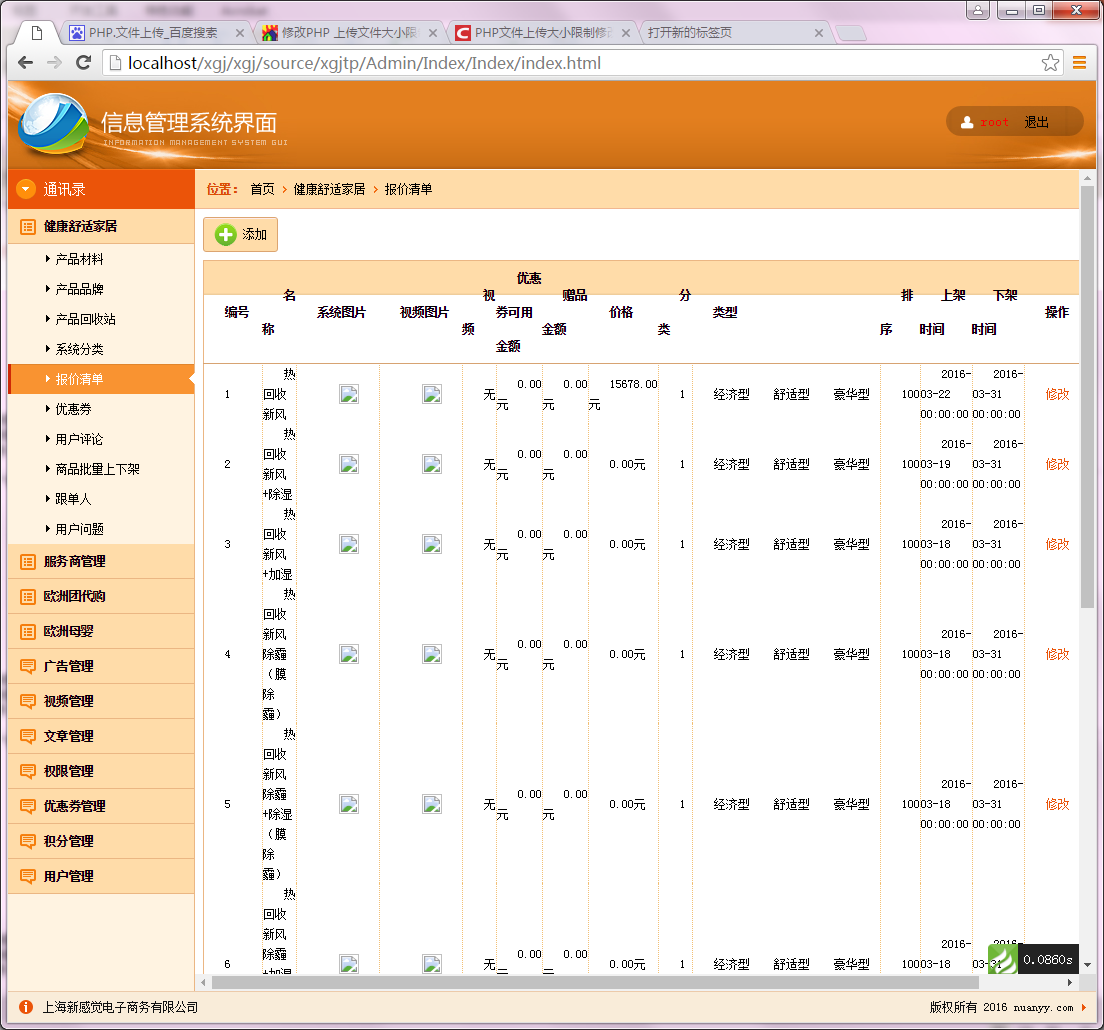 PHP.文件上传_百度搜索
修改PHP 上传文件大小限
PHP文件上传大小限制修改
打开新的标签页
localhost/xgj/xgj/source/xgjtp/Admin/Index/Index/index.html
信息管理系统界面
INFORMATION MANAGEMENT SYSTEM GUI
root 退出
通讯录
位置： 首页 健康舒适家居 报价清单
健康舒适家居
产品材料
产品品牌
产品回收站
系统分类
报价清单
优惠券
用户评论
商品批量上下架
跟单人
用户问题
服务商管理
欧洲团代购
欧洲母婴
广告管理
视频管理
文章管理
权限管理
优惠券管理
积分管理
用户管理
添加
编号 名称 系统图片 视频图片 视频 优惠券可用金额 赠品金额 价格 分类 类型 排序 上架时间 下架时间 操作
1 热回收新风 无 0.00元 0.00元 15678.00元 1 经济型 舒适型 豪华型 100 2016-03-22 00:00:00 2016-03-31 00:00:00 修改
2 热回收新风+除湿 无 0.00元 0.00元 0.00元 1 经济型 舒适型 豪华型 100 2016-03-19 00:00:00 2016-03-31 00:00:00 修改
3 热回收新风+加湿 无 0.00元 0.00元 0.00元 1 经济型 舒适型 豪华型 100 2016-03-18 00:00:00 2016-03-31 00:00:00 修改
4 热回收新风除霾（膜除霾） 无 0.00元 0.00元 0.00元 1 经济型 舒适型 豪华型 100 2016-03-18 00:00:00 2016-03-31 00:00:00 修改
5 热回收新风除霾+除湿（膜除霾） 无 0.00元 0.00元 0.00元 1 经济型 舒适型 豪华型 100 2016-03-18 00:00:00 2016-03-31 00:00:00 修改
6 热回收新风除霾+加湿 无 0.00元 0.00元 0.00元 1 经济型 舒适型 豪华型 100 2016-03-18 2016-03-31
0.0860s
上海新感觉电子商务有限公司
版权所有 2016 nuanyy.com